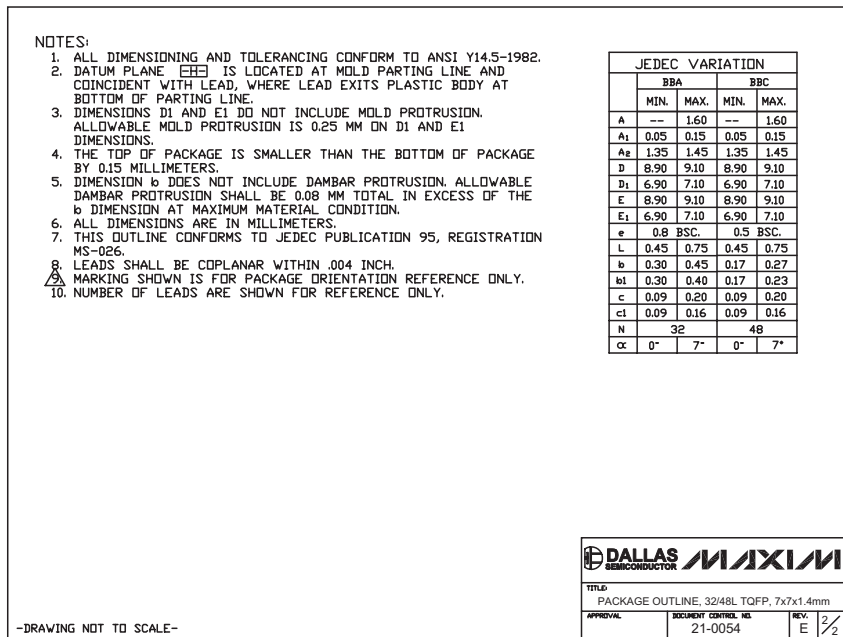 NOTES:
1. ALL DIMENSIONING AND TOLERANCING CONFORM TO ANSI Y14.5-1982.
2. DATUM PLANE -H- IS LOCATED AT MOLD PARTING LINE AND
COINCIDENT WITH LEAD, WHERE LEAD EXITS PLASTIC BODY AT
BOTTOM OF PARTING LINE.
3. DIMENSIONS D1 AND E1 DO NOT INCLUDE MOLD PROTRUSION.
ALLOWABLE MOLD PROTRUSION IS 0.25 MM ON D1 AND E1
DIMENSIONS.
4. THE TOP OF PACKAGE IS SMALLER THAN THE BOTTOM OF PACKAGE
BY 0.15 MILLIMETERS.
5. DIMENSION b DOES NOT INCLUDE DAMBAR PROTRUSION. ALLOWABLE
DAMBAR PROTRUSION SHALL BE 0.08 MM TOTAL IN EXCESS OF THE
b DIMENSION AT MAXIMUM MATERIAL CONDITION.
6. ALL DIMENSIONS ARE IN MILLIMETERS.
7. THIS OUTLINE CONFORMS TO JEDEC PUBLICATION 95, REGISTRATION
MS-026.
8. LEADS SHALL BE COPLANAR WITHIN .004 INCH.
9. MARKING SHOWN IS FOR PACKAGE ORIENTATION REFERENCE ONLY.
10. NUMBER OF LEADS ARE SHOWN FOR REFERENCE ONLY.
JEDEC VARIATION
BBA BBC
MIN. MAX. MIN. MAX.
A -- 1.60 -- 1.60
A1 0.05 0.15 0.05 0.15
A2 1.35 1.45 1.35 1.45
D 8.90 9.10 8.90 9.10
D1 6.90 7.10 6.90 7.10
E 8.90 9.10 8.90 9.10
E1 6.90 7.10 6.90 7.10
e 0.8 BSC. 0.5 BSC.
L 0.45 0.75 0.45 0.75
b 0.30 0.45 0.17 0.27
b1 0.30 0.40 0.17 0.23
c 0.09 0.20 0.09 0.20
c1 0.09 0.16 0.09 0.16
N 32 48
α 0° 7° 0° 7°
DALLAS SEMICONDUCTOR MAXIM
TITLE:
PACKAGE OUTLINE, 32/48L TQFP, 7x7x1.4mm
APPROVAL DOCUMENT CONTROL NO. REV.
21-0054 E 2/2
-DRAWING NOT TO SCALE-